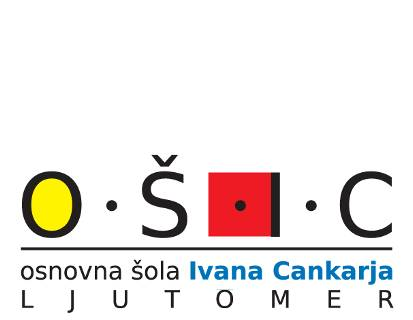 O·Š·I·C
osnovna šola Ivana Cankarja
LJUTOMER